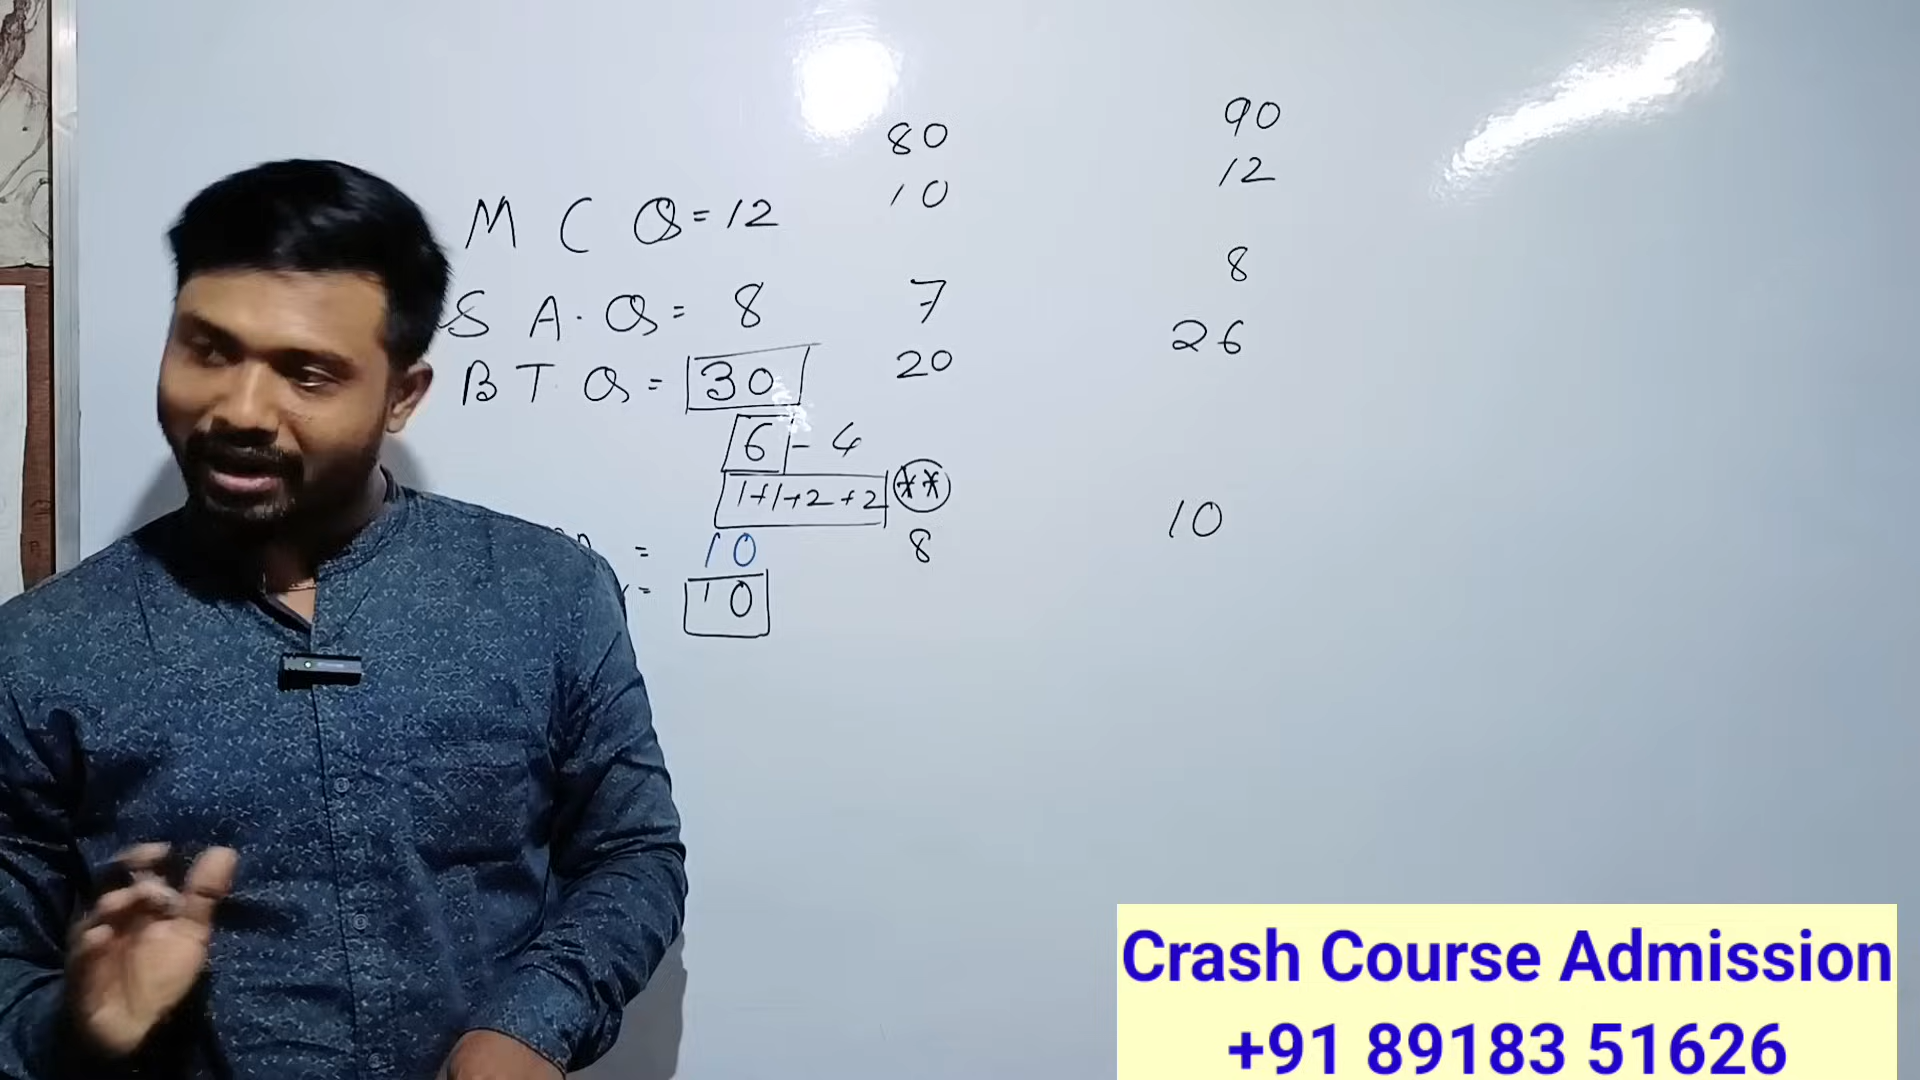 80
90
10
12
M C Q = 12
8
S A. Q = 8
7
26
B T Q = 30
20
6 - 4
1+1+2+2 **
= 10
8
10
= 10
Crash Course Admission
+91 89183 51626